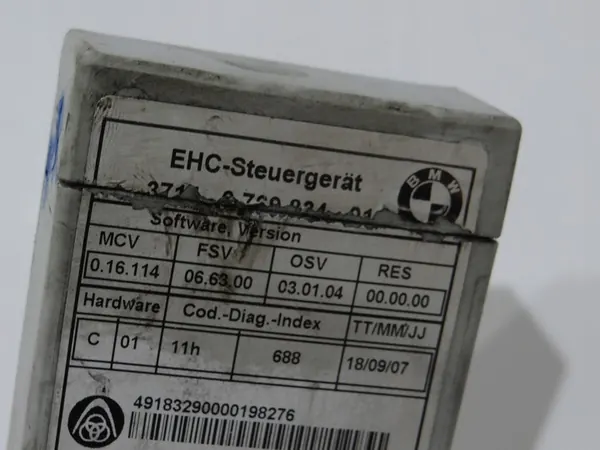 EHC-Steuergerät
BMW
Software, Version
MCV FSV OSV RES
0.16.114 06.63.00 03.01.04 00.00.00
Hardware Cod.-Diag.-Index TT/MM/JJ
C 01 11h 688 18/09/07
49183290000198276